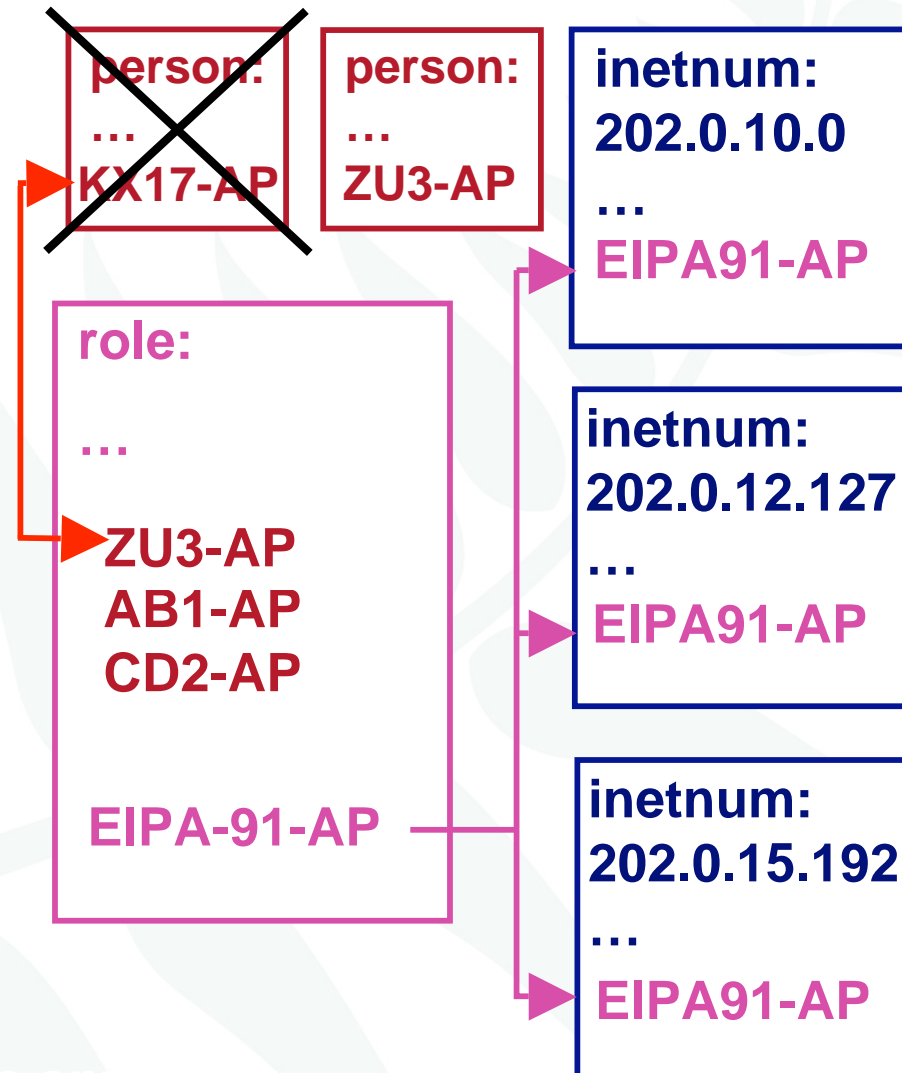 person:
…
KX17-AP
person:
…
ZU3-AP
inetnum:
202.0.10.0
…
EIPA91-AP
role:
…
ZU3-AP
AB1-AP
CD2-AP
EIPA-91-AP
inetnum:
202.0.12.127
…
EIPA91-AP
inetnum:
202.0.15.192
…
EIPA91-AP